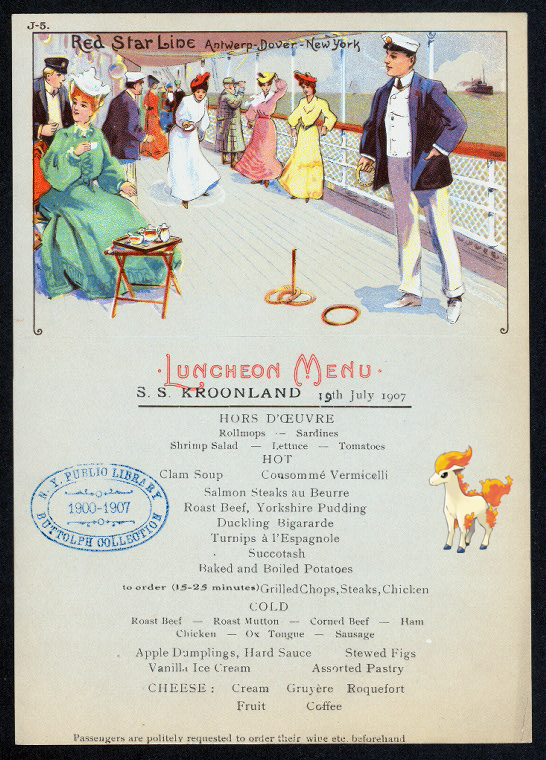 J-5.
Red Star Line Antwerp-Dover-New York
Luncheon Menu
S. S. KROONLAND 19th July 1907
HORS D'ŒUVRE
Rollmops — Sardines
Shrimp Salad — Lettuce — Tomatoes
HOT
Clam Soup Consommé Vermicelli
Salmon Steaks au Beurre
Roast Beef, Yorkshire Pudding
Duckling Bigararde
Turnips à l'Espagnole
Succotash
Baked and Boiled Potatoes
to order (15-25 minutes) Grilled Chops, Steaks, Chicken
COLD
Roast Beef — Roast Mutton — Corned Beef — Ham
Chicken — Ox Tongue — Sausage
Apple Dumplings, Hard Sauce Stewed Figs
Vanilla Ice Cream Assorted Pastry
CHEESE: Cream Gruyère Roquefort
Fruit Coffee
Passengers are politely requested to order their wine etc. beforehand
N. Y. PUBLIC LIBRARY
1900-1907
BUTTOLPH COLLECTION